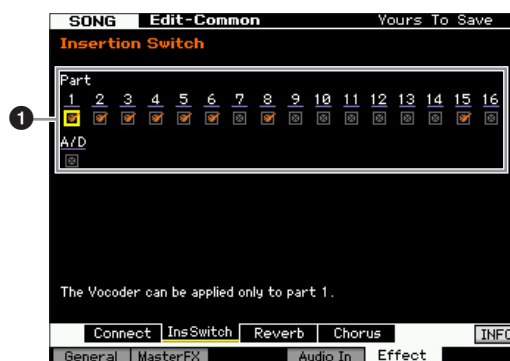 SONG Edit-Common Yours To Save
Insertion Switch
Part
1 2 3 4 5 6 7 8 9 10 11 12 13 14 15 16
1
A/D
The Vocoder can be applied only to part 1.
Connect InsSwitch Reverb Chorus INFO
General MasterFX Audio In Effect